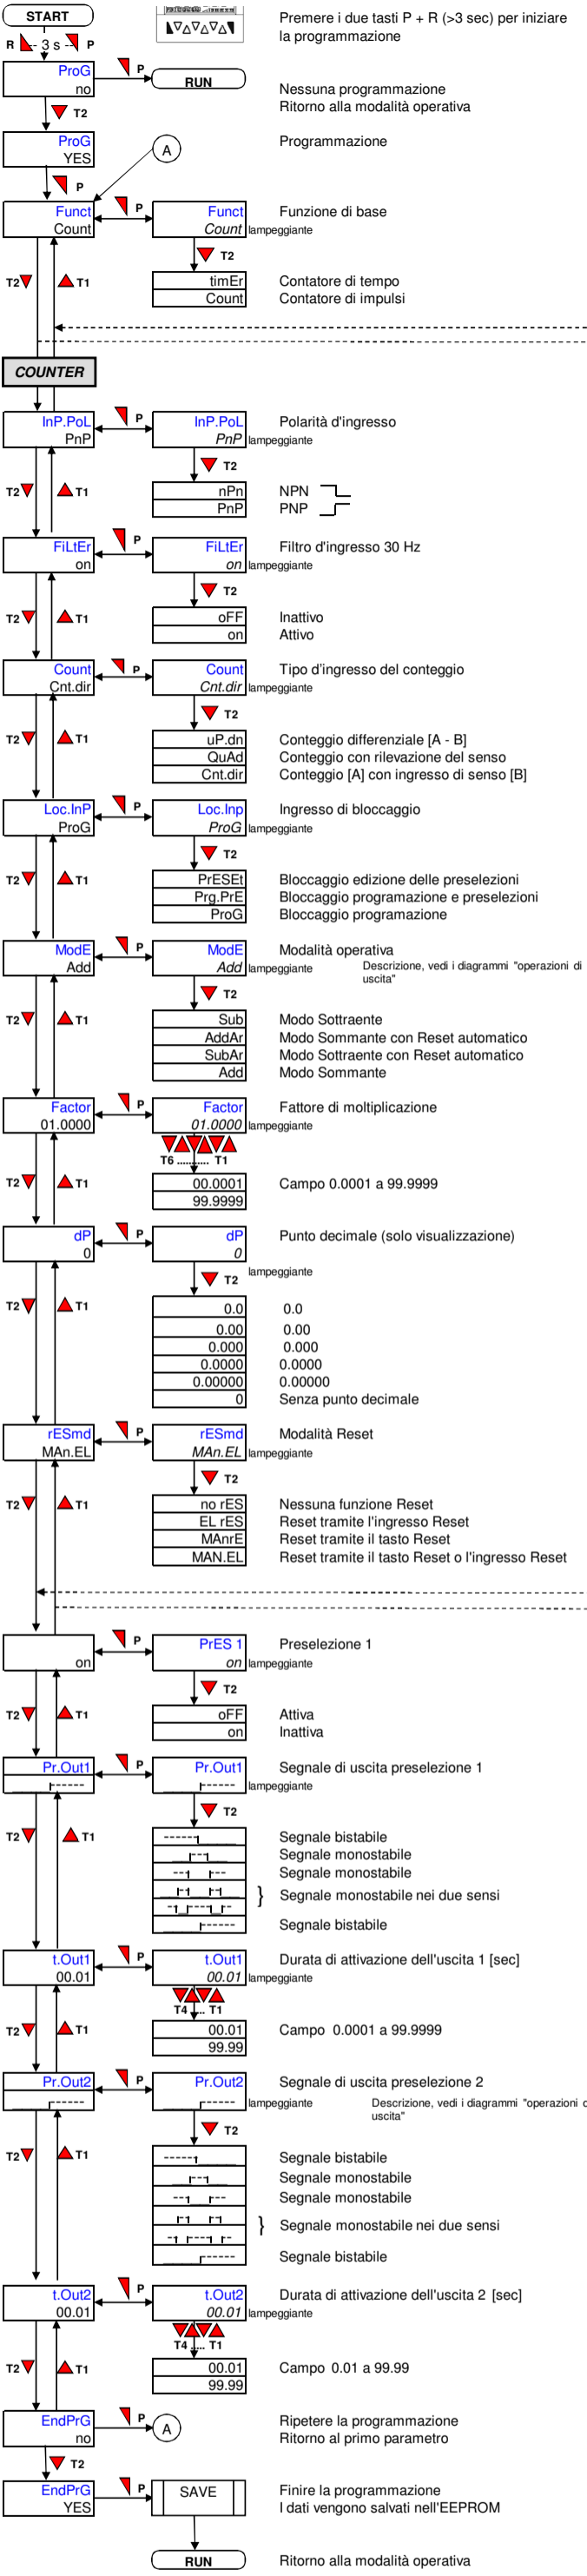 START
Premere i due tasti P + R (>3 sec) per iniziare
la programmazione
R -- 3 s -- P
ProG
no
P
RUN
Nessuna programmazione
Ritorno alla modalità operativa
T2
ProG
YES
Programmazione
A
P
Funct
Count
P
Funct
Count
lampeggiante
Funzione di base
T2
T2
T1
timEr
Contatore di tempo
Count
Contatore di impulsi
COUNTER
InP.PoL
PnP
P
InP.PoL
PnP
lampeggiante
Polarità d'ingresso
T2
T2
T1
nPn
NPN
PnP
PNP
FiLtEr
on
P
FiLtEr
on
lampeggiante
Filtro d'ingresso 30 Hz
T2
T2
T1
oFF
Inattivo
on
Attivo
Count
Cnt.dir
P
Count
Cnt.dir
lampeggiante
Tipo d'ingresso del conteggio
T2
T2
T1
uP.dn
Conteggio differenziale [A - B]
QuAd
Conteggio con rilevazione del senso
Cnt.dir
Conteggio [A] con ingresso di senso [B]
Loc.InP
ProG
P
Loc.Inp
ProG
lampeggiante
Ingresso di bloccaggio
T2
T2
T1
PrESEt
Bloccaggio edizione delle preselezioni
Prg.PrE
Bloccaggio programazione e preselezioni
ProG
Bloccaggio programazione
ModE
Add
P
ModE
Add
lampeggiante
Modalità operativa
Descrizione, vedi i diagrammi "operazioni di
uscita"
T2
T2
T1
Sub
Modo Sottraente
AddAr
Modo Sommante con Reset automatico
SubAr
Modo Sottraente con Reset automatico
Add
Modo Sommante
Factor
01.0000
P
Factor
01.0000
lampeggiante
Fattore di moltiplicazione
T6 ........... T1
T2
T1
00.0001
Campo 0.0001 a 99.9999
99.9999
dP
0
P
dP
0
lampeggiante
Punto decimale (solo visualizzazione)
T2
T2
T1
0.0
0.0
0.00
0.00
0.000
0.000
0.0000
0.0000
0.00000
0.00000
0
Senza punto decimale
rESmd
MAn.EL
P
rESmd
MAn.EL
lampeggiante
Modalità Reset
T2
T2
T1
no rES
Nessuna funzione Reset
EL rES
Reset tramite l'ingresso Reset
MAnrE
Reset tramite il tasto Reset
MAN.EL
Reset tramite il tasto Reset o l'ingresso Reset
on
P
PrES 1
on
lampeggiante
Preselezione 1
T2
T2
T1
oFF
Attiva
on
Inattiva
Pr.Out1
P
Pr.Out1
lampeggiante
Segnale di uscita preselezione 1
T2
T2
T1
Segnale bistabile
Segnale monostabile
Segnale monostabile
} Segnale monostabile nei due sensi
Segnale bistabile
t.Out1
00.01
P
t.Out1
00.01
lampeggiante
Durata di attivazione dell'uscita 1 [sec]
T4 ... T1
T2
T1
00.01
Campo 0.0001 a 99.9999
99.99
Pr.Out2
P
Pr.Out2
lampeggiante
Segnale di uscita preselezione 2
Descrizione, vedi i diagrammi "operazioni d
uscita"
T2
T2
T1
Segnale bistabile
Segnale monostabile
Segnale monostabile
} Segnale monostabile nei due sensi
Segnale bistabile
t.Out2
00.01
P
t.Out2
00.01
lampeggiante
Durata di attivazione dell'uscita 2 [sec]
T4 ..... T1
T2
T1
00.01
Campo 0.01 a 99.99
99.99
EndPrG
no
P
A
Ripetere la programmazione
Ritorno al primo parametro
T2
EndPrG
YES
P
SAVE
Finire la programmazione
I dati vengono salvati nell'EEPROM
RUN
Ritorno alla modalità operativa